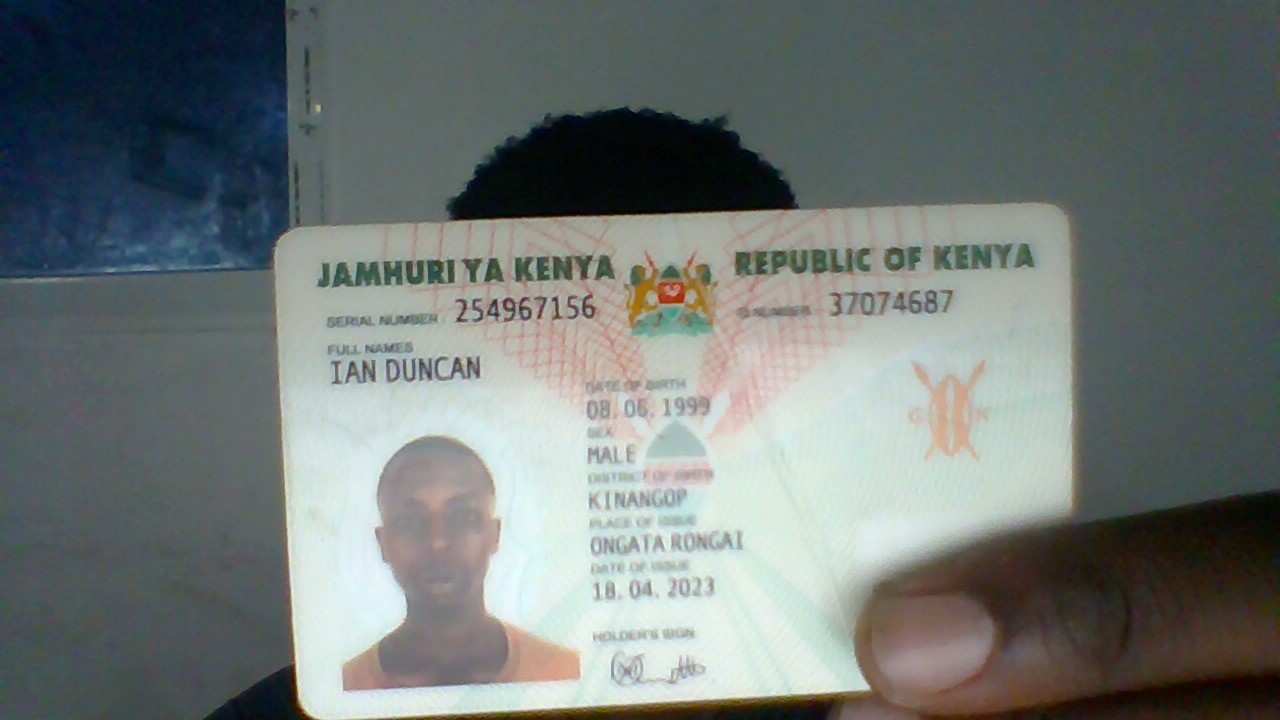 JAMHURI YA KENYA REPUBLIC OF KENYA
SERIAL NUMBER 254967156 ID NUMBER 37074687
FULL NAMES
IAN DUNCAN
DATE OF BIRTH
08. 06. 1999
SEX
MALE
DISTRICT OF BIRTH
KINANGOP
PLACE OF ISSUE
ONGATA RONGAI
DATE OF ISSUE
18. 04. 2023
HOLDER'S SIGN.